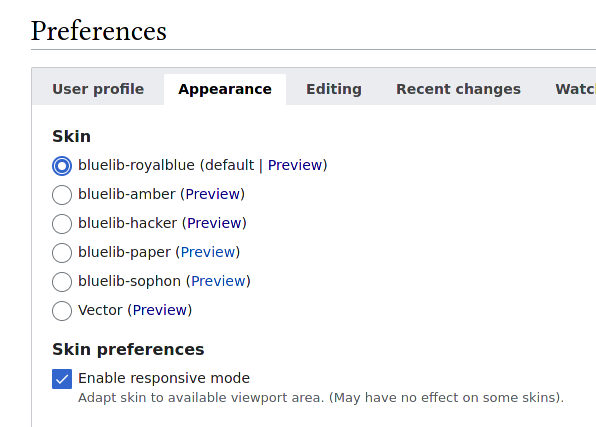 Preferences
User profile Appearance Editing Recent changes
Skin
bluelib-royalblue (default | Preview)
bluelib-amber (Preview)
bluelib-hacker (Preview)
bluelib-paper (Preview)
bluelib-sophon (Preview)
Vector (Preview)
Skin preferences
Enable responsive mode
Adapt skin to available viewport area. (May have no effect on some skins).